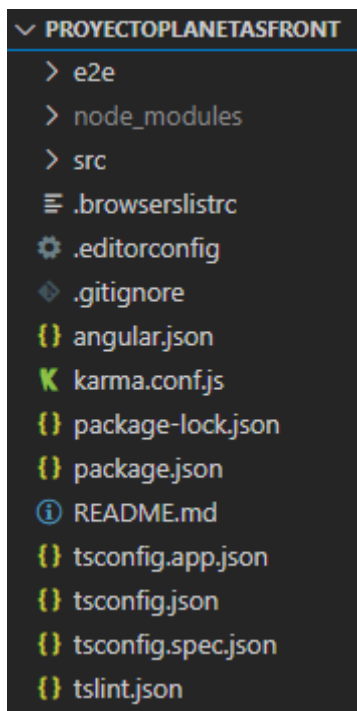 PROYECTOPLANETASFRONT
e2e
node_modules
src
.browserslistrc
.editorconfig
.gitignore
{} angular.json
karma.conf.js
{} package-lock.json
{} package.json
README.md
{} tsconfig.app.json
{} tsconfig.json
{} tsconfig.spec.json
{} tslint.json